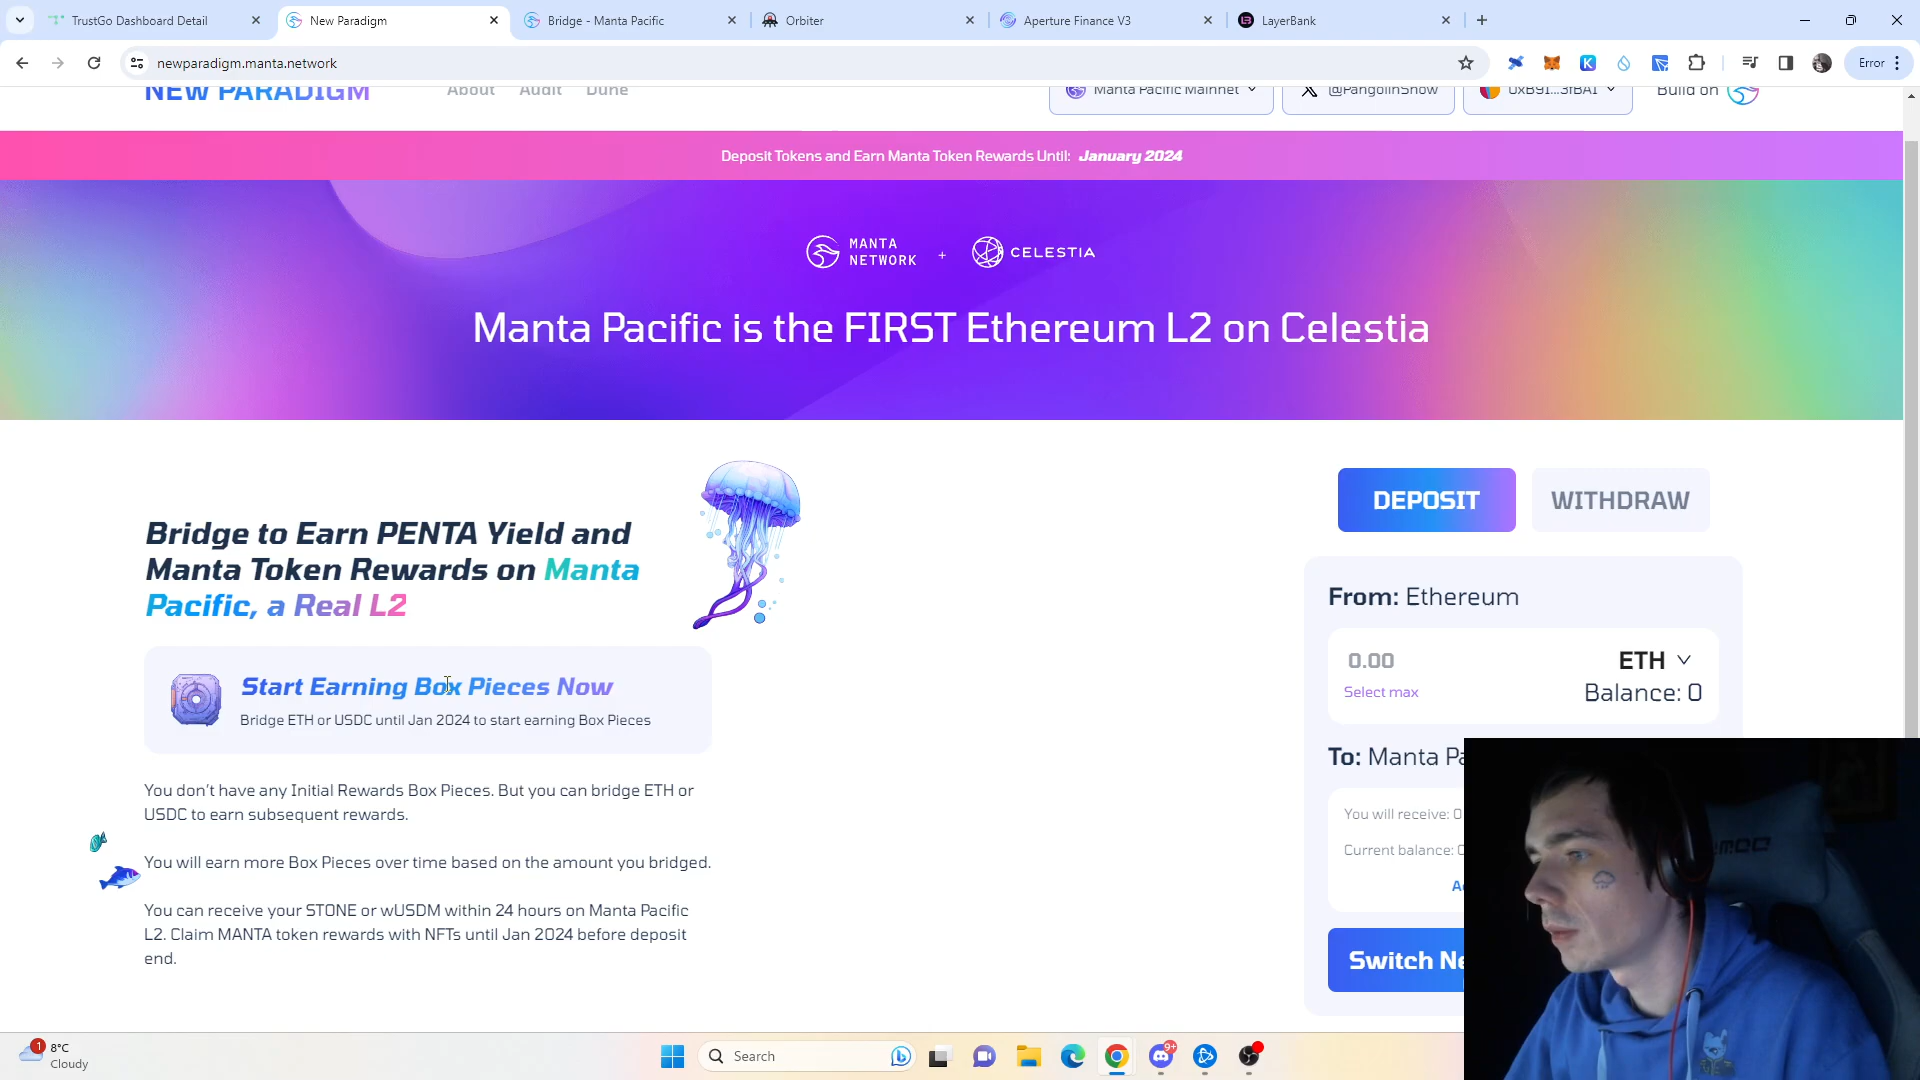 TrustGo Dashboard Detail
New Paradigm
Bridge - Manta Pacific
Orbiter
Aperture Finance V3
LayerBank
newparadigm.manta.network
Error
NEW PARADIGM
About
Audit
Dune
Manta Pacific Mainnet
@PangolinShow
Build on
Deposit Tokens and Earn Manta Token Rewards Until: January 2024
MANTA
NETWORK
+
CELESTIA
Manta Pacific is the FIRST Ethereum L2 on Celestia
Bridge to Earn PENTA Yield and
Manta Token Rewards on Manta
Pacific, a Real L2
Start Earning Box Pieces Now
Bridge ETH or USDC until Jan 2024 to start earning Box Pieces
You don't have any Initial Rewards Box Pieces. But you can bridge ETH or
USDC to earn subsequent rewards.
You will earn more Box Pieces over time based on the amount you bridged.
You can receive your STONE or wUSDM within 24 hours on Manta Pacific
L2. Claim MANTA token rewards with NFTs until Jan 2024 before deposit
end.
DEPOSIT
WITHDRAW
From: Ethereum
0.00
ETH
Select max
Balance: 0
To: Manta Pa
You will receive: 0
Current balance:
Switch Ne
1
8°C
Cloudy
Search
9+